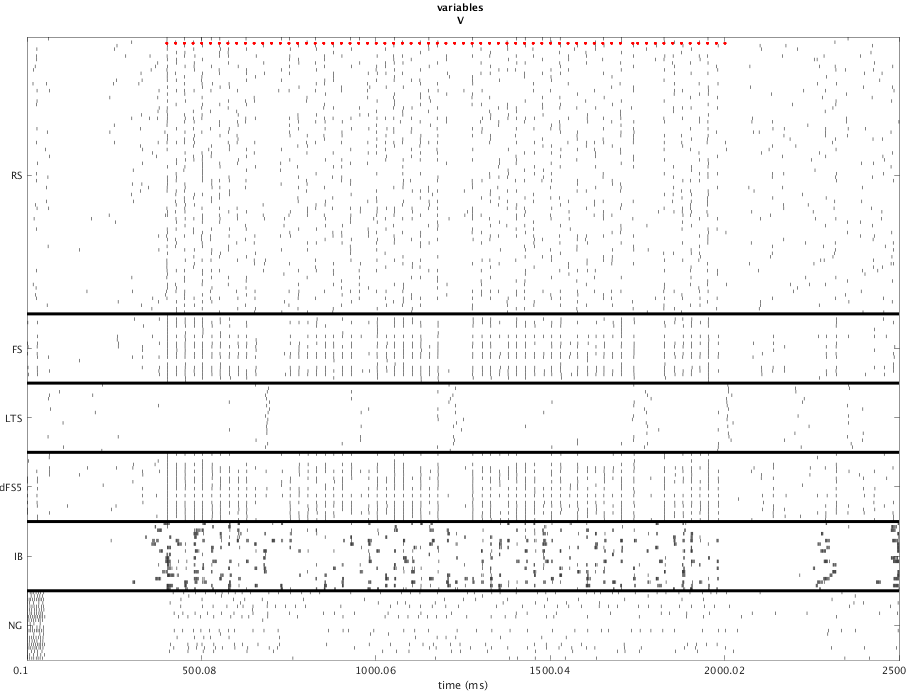 variables
V
RS
FS
LTS
dFS5
IB
NG
0.1
500.08
1000.06
1500.04
2000.02
2500
time (ms)